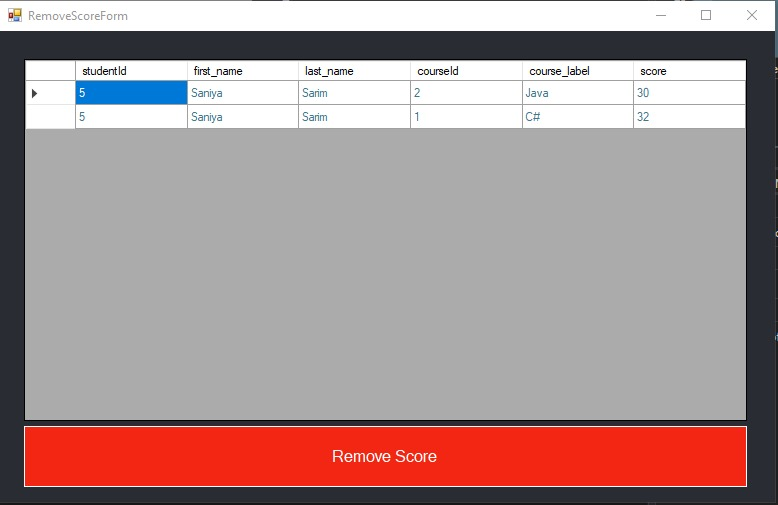 RemoveScoreForm
studentId first_name last_name courseId course_label score
5 Saniya Sarim 2 Java 30
5 Saniya Sarim 1 C# 32
Remove Score